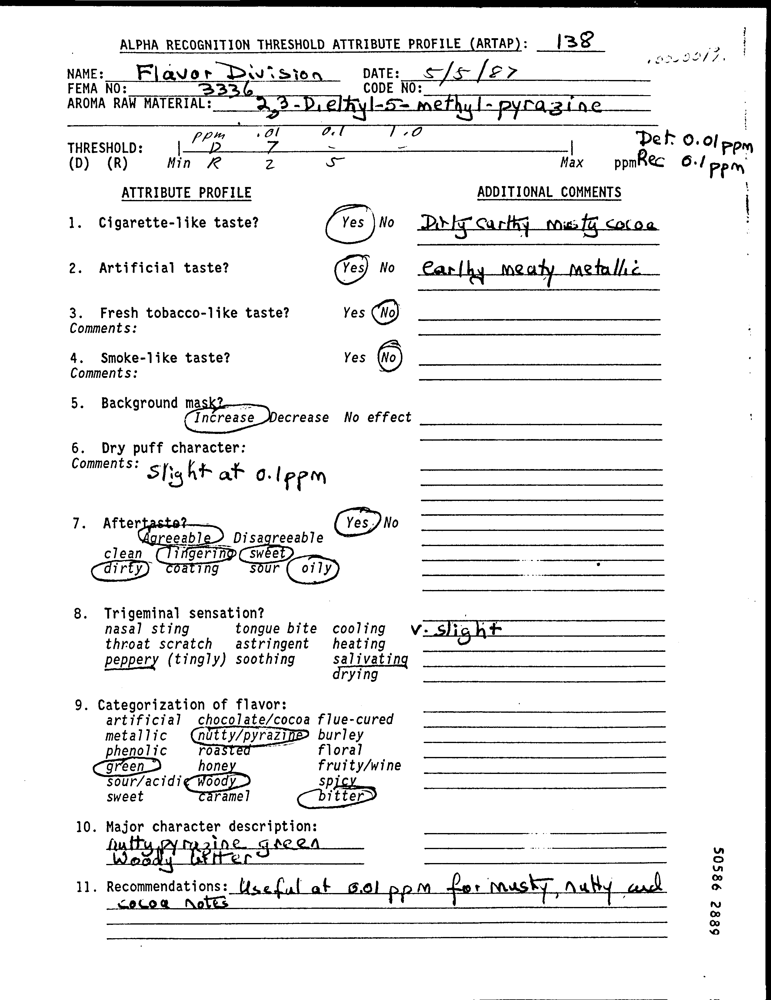 ALPHA RECOGNITION THRESHOLD ATTRIBUTE PROFILE (ARTAP): 138
NAME: Flavor Division DATE: 5/5/87
FEMA NO: 3336 CODE NO:
AROMA RAW MATERIAL: 2,3-Diethyl-5-methyl-pyrazine
ppm .01 0.1 1.0
THRESHOLD: D 7 - - Det. 0.01 ppm
(D) (R) Min R 2 5 Max ppm Rec 0.1 ppm
ATTRIBUTE PROFILE ADDITIONAL COMMENTS
1. Cigarette-like taste? Yes No Dirty earthy musty cocoa
2. Artificial taste? Yes No earthy meaty metallic
3. Fresh tobacco-like taste? Yes No
Comments:
4. Smoke-like taste? Yes No
Comments:
5. Background mask?
Increase Decrease No effect
6. Dry puff character:
Comments: Slight at 0.1ppm
7. Aftertaste? Yes No
Agreeable Disagreeable
clean lingering sweet
dirty coating sour oily
8. Trigeminal sensation?
nasal sting tongue bite cooling v. slight
throat scratch astringent heating
peppery (tingly) soothing salivating
drying
9. Categorization of flavor:
artificial chocolate/cocoa flue-cured
metallic nutty/pyrazine burley
phenolic roasted floral
green honey fruity/wine
sour/acidic woody spicy
sweet caramel bitter
10. Major character description:
nutty pyrazine green
Woody bitter
11. Recommendations: Useful at 0.01 ppm for musty, nutty and
cocoa notes
50586 2889